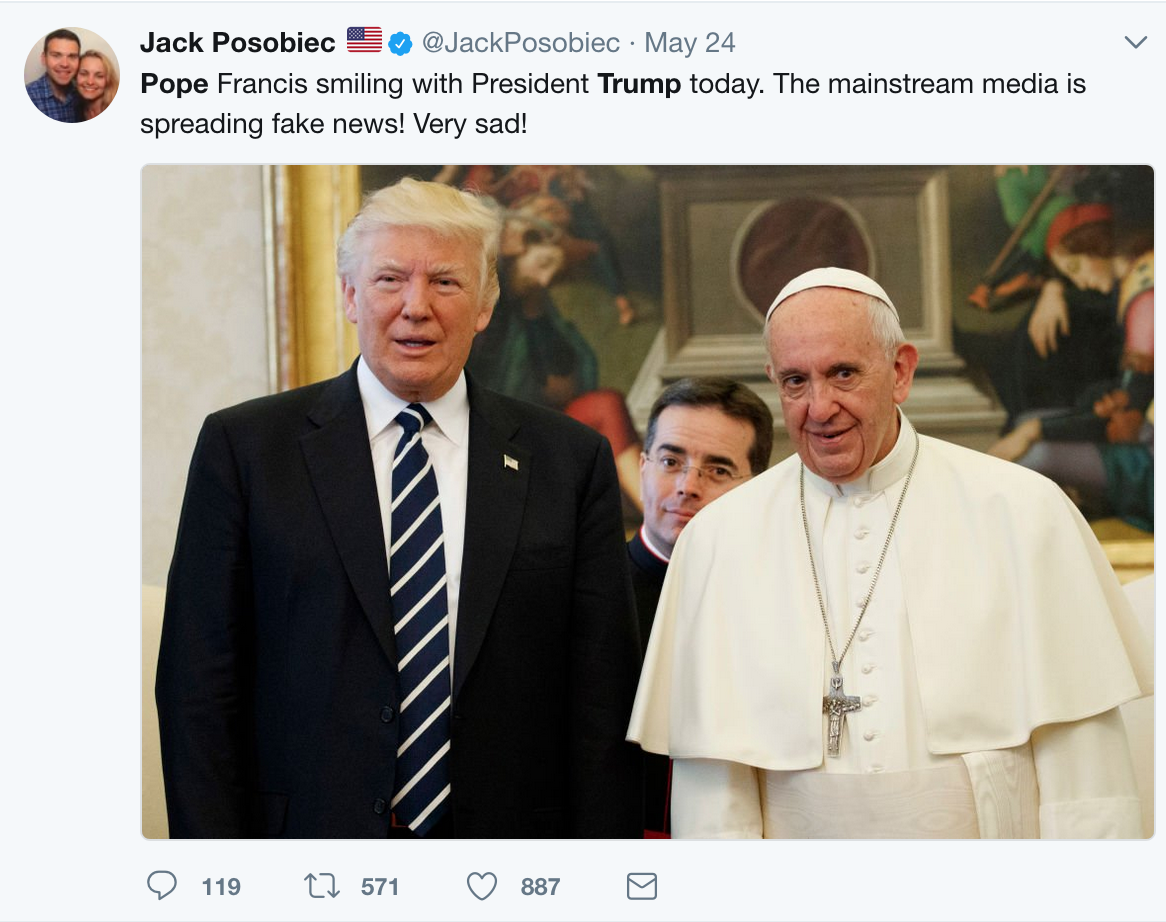 Jack Posobiec 🇺🇸 @JackPosobiec · May 24
Pope Francis smiling with President Trump today. The mainstream media is
spreading fake news! Very sad!
119 571 887